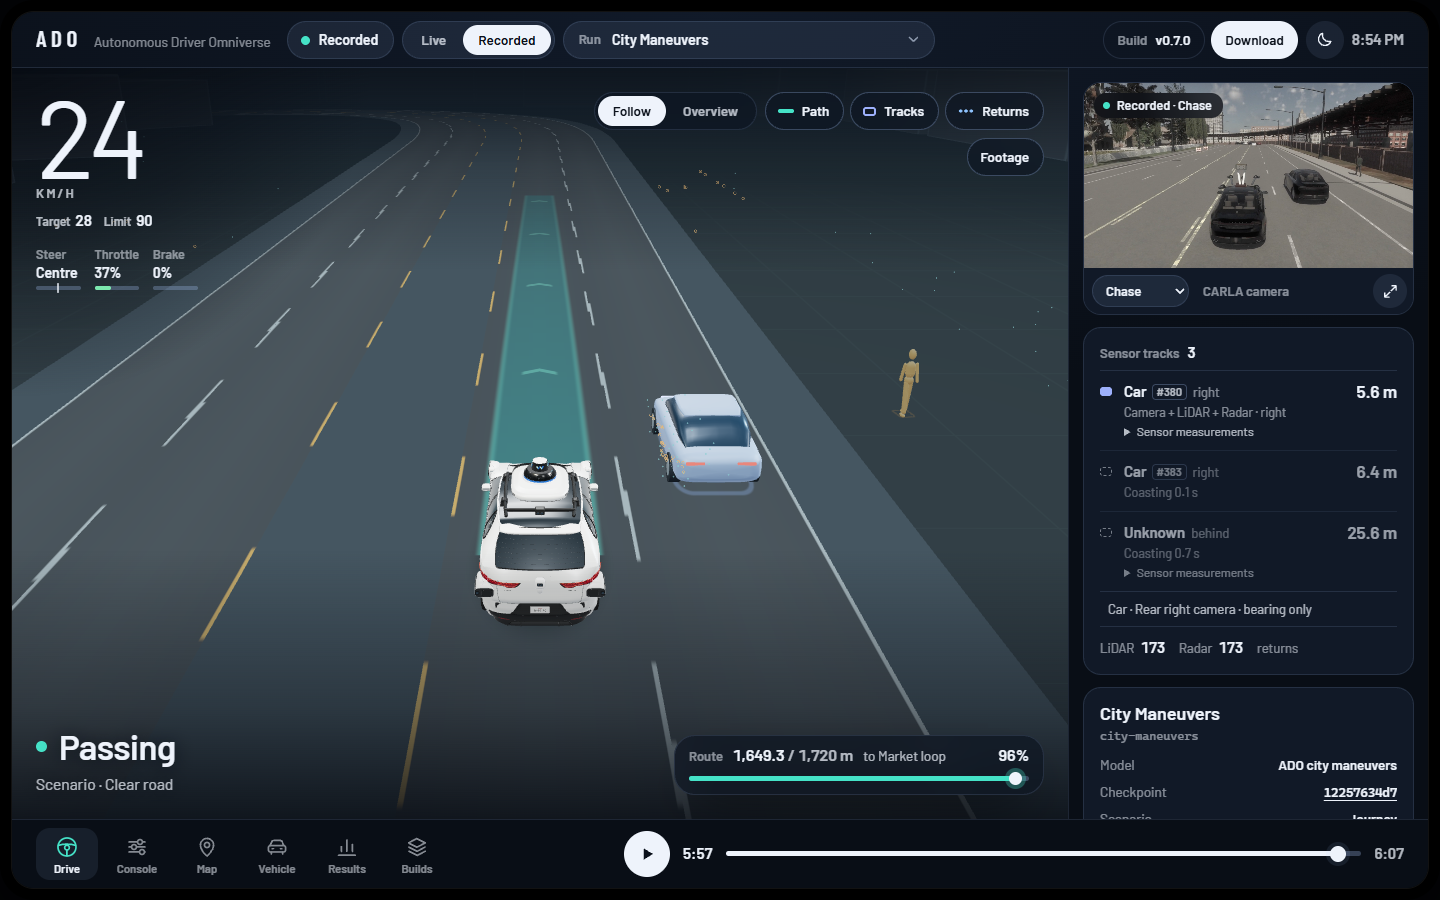 ADO Autonomous Driver Omniverse
Recorded
Live Recorded
Run City Maneuvers
Build v0.7.0
Download
8:54 PM
24
KM/H
Target 28 Limit 90
Steer Throttle Brake
Centre 37% 0%
Follow Overview
Path
Tracks
Returns
Footage
Recorded · Chase
Chase
CARLA camera
Sensor tracks 3
Car #380 right 5.6 m
Camera + LiDAR + Radar · right
Sensor measurements
Car #383 right 6.4 m
Coasting 0.1 s
Unknown behind 25.6 m
Coasting 0.7 s
Sensor measurements
Car · Rear right camera · bearing only
LiDAR 173 Radar 173 returns
City Maneuvers
city-maneuvers
Model ADO city maneuvers
Checkpoint 12257634d7
Scenario Journey
Passing
Scenario · Clear road
Route 1,649.3 / 1,720 m to Market loop 96%
Drive Console Map Vehicle Results Builds
5:57 6:07